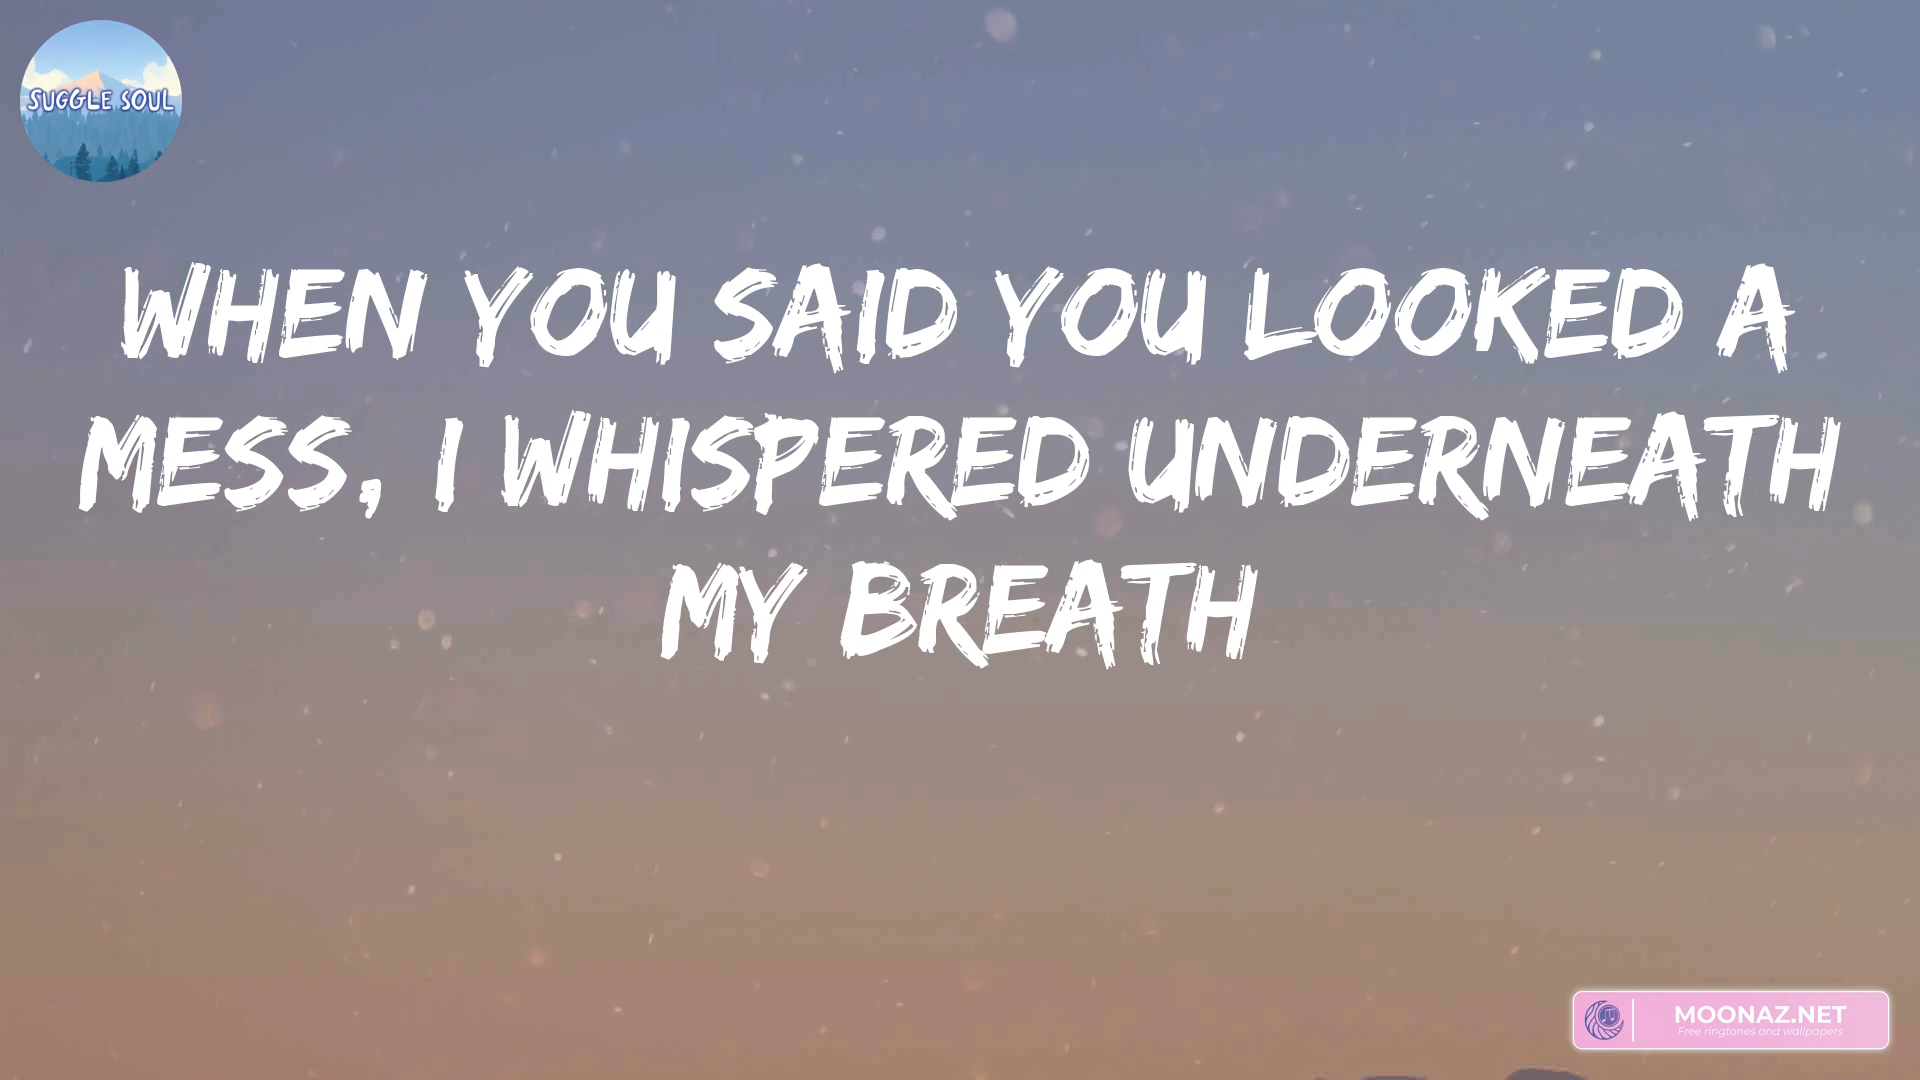 SUGGLE SOUL
WHEN YOU SAID YOU LOOKED A
MESS, I WHISPERED UNDERNEATH
MY BREATH
MOONAZ.NET
Free ringtones and wallpapers